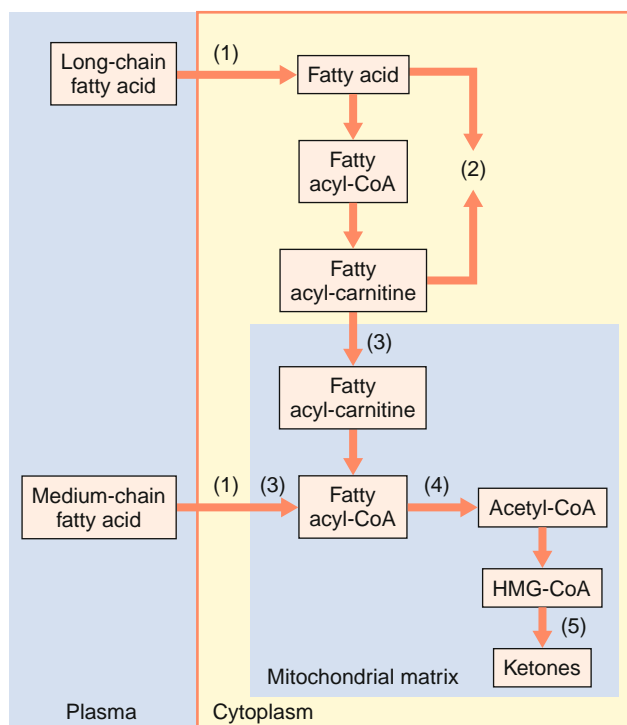 Long-chain
fatty acid
(1)
Fatty acid
Fatty
acyl-CoA
(2)
Fatty
acyl-carnitine
(3)
Fatty
acyl-carnitine
Medium-chain
fatty acid
(1)
(3)
Fatty
acyl-CoA
(4)
Acetyl-CoA
HMG-CoA
(5)
Ketones
Mitochondrial matrix
Plasma
Cytoplasm